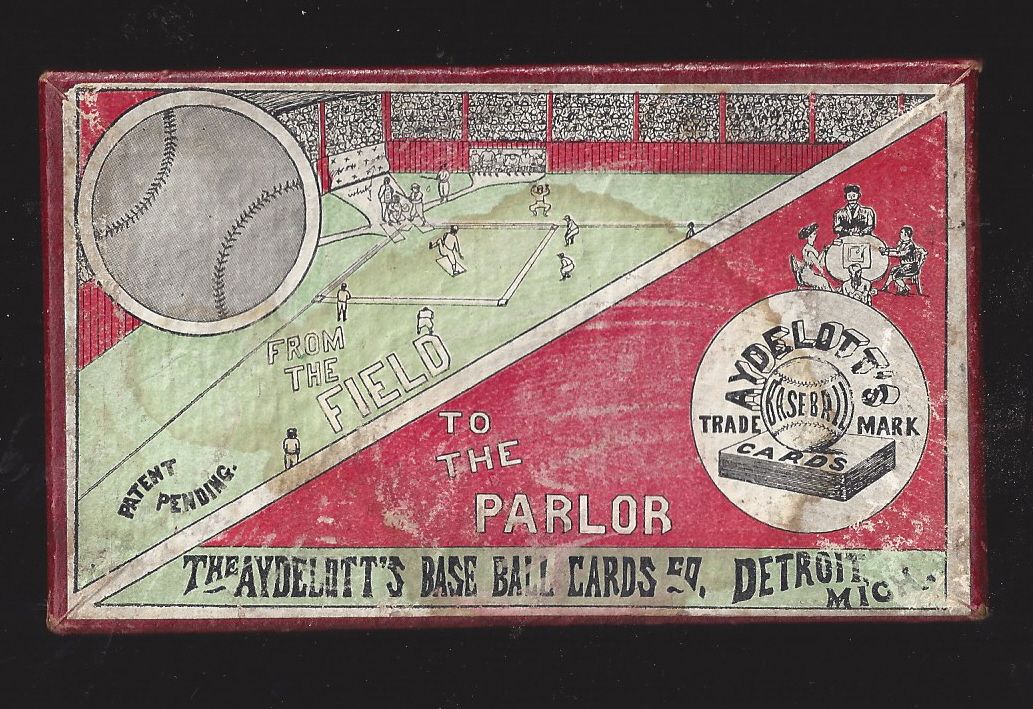 FROM
THE
FIELD
TO
THE
PARLOR
PATENT
PENDING.
AYDELOTT'S
BASEBALL
TRADE MARK
CARDS
THE AYDELOTT'S BASE BALL CARDS CO. DETROIT,
MICH.